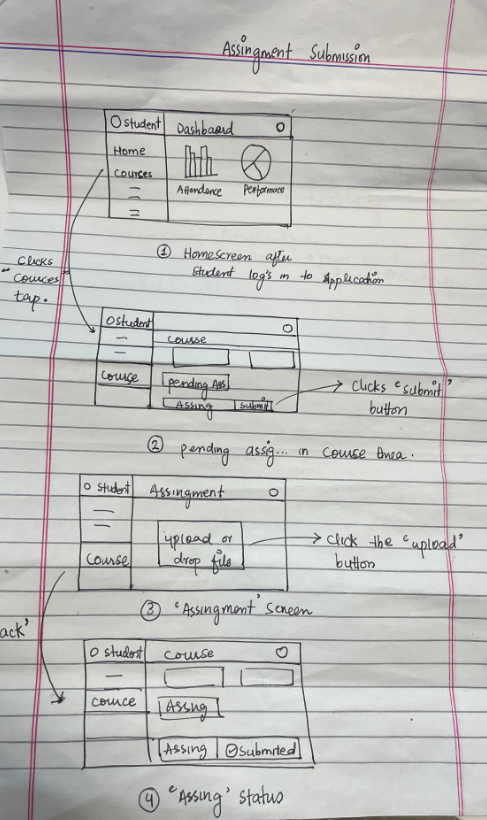 Assingment Submission
O student
Dashboard
Home
Courses
Attendence
Performace
① Homescreen after
student log's in to Application
clicks
"cources"
tap.
O student
course
course
pending Ass
Assing
Submit
clicks "submit"
button
② pending assig... in course Area.
O student
Assingment
course
upload or
drop file
click the "upload"
button
③ 'Assingment' Screen
ack'
O student
course
cource
Assng
Assing
Submited
④ 'Assing' status